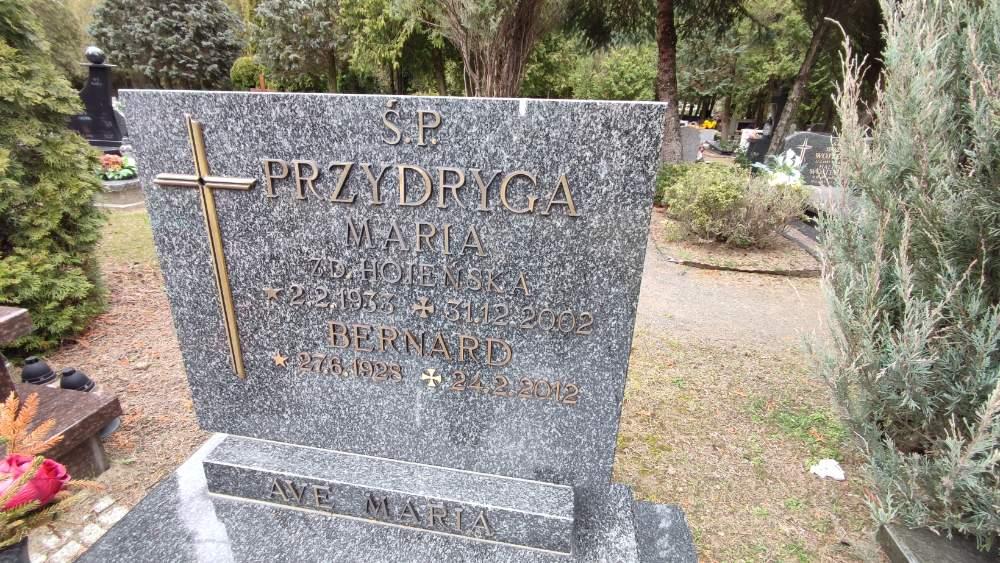 Ś.P.
PRZYDRYGA
MARIA
Z D. HOJEŃSKA
2.2.1933 31.12.2002
BERNARD
27.6.1928 24.2.2012
AVE MARIA